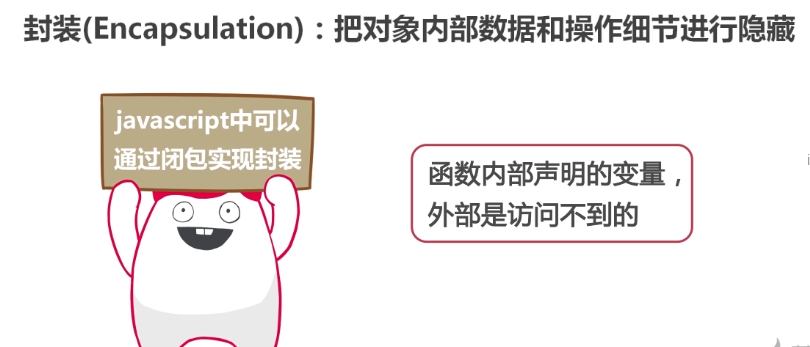 封装(Encapsulation)：把对象内部数据和操作细节进行隐藏
javascript中可以
通过闭包实现封装
函数内部声明的变量，
外部是访问不到的